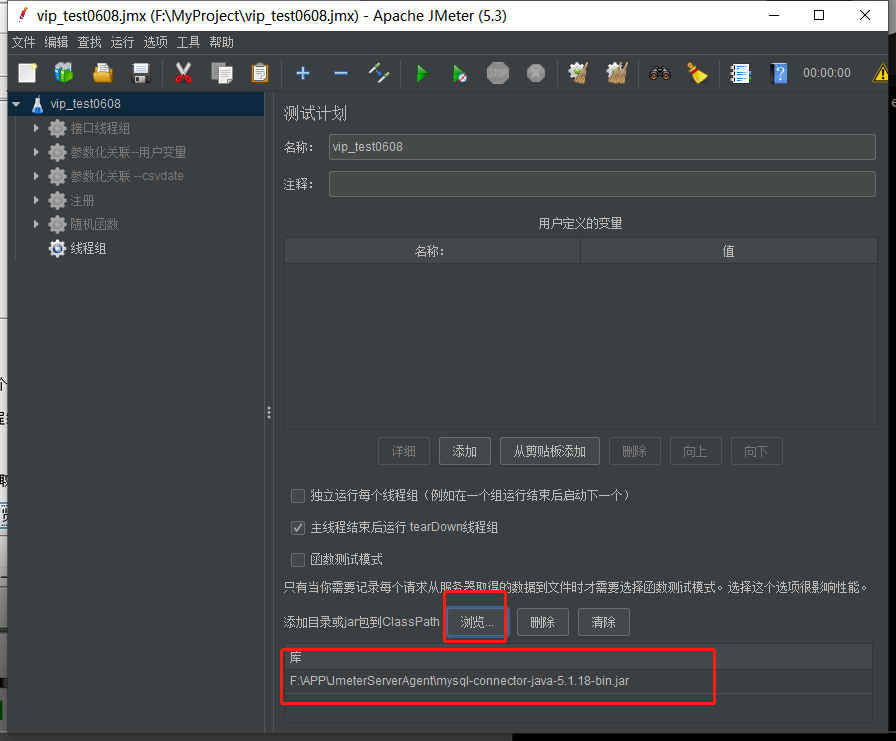 vip_test0608.jmx (F:\MyProject\vip_test0608.jmx) - Apache JMeter (5.3)
文件 编辑 查找 运行 选项 工具 帮助
STOP
00:00:00
vip_test0608
接口线程组
参数化关联--用户变量
参数化关联 --csvdate
注册
随机函数
线程组
测试计划
名称: vip_test0608
注释:
用户定义的变量
名称: 值
详细 添加 从剪贴板添加 删除 向上 向下
独立运行每个线程组（例如在一个组运行结束后启动下一个）
主线程结束后运行 tearDown线程组
函数测试模式
只有当你需要记录每个请求从服务器取得的数据到文件时才需要选择函数测试模式。选择这个选项很影响性能。
添加目录或jar包到ClassPath 浏览... 删除 清除
库
F:\APP\JmeterServerAgent\mysql-connector-java-5.1.18-bin.jar